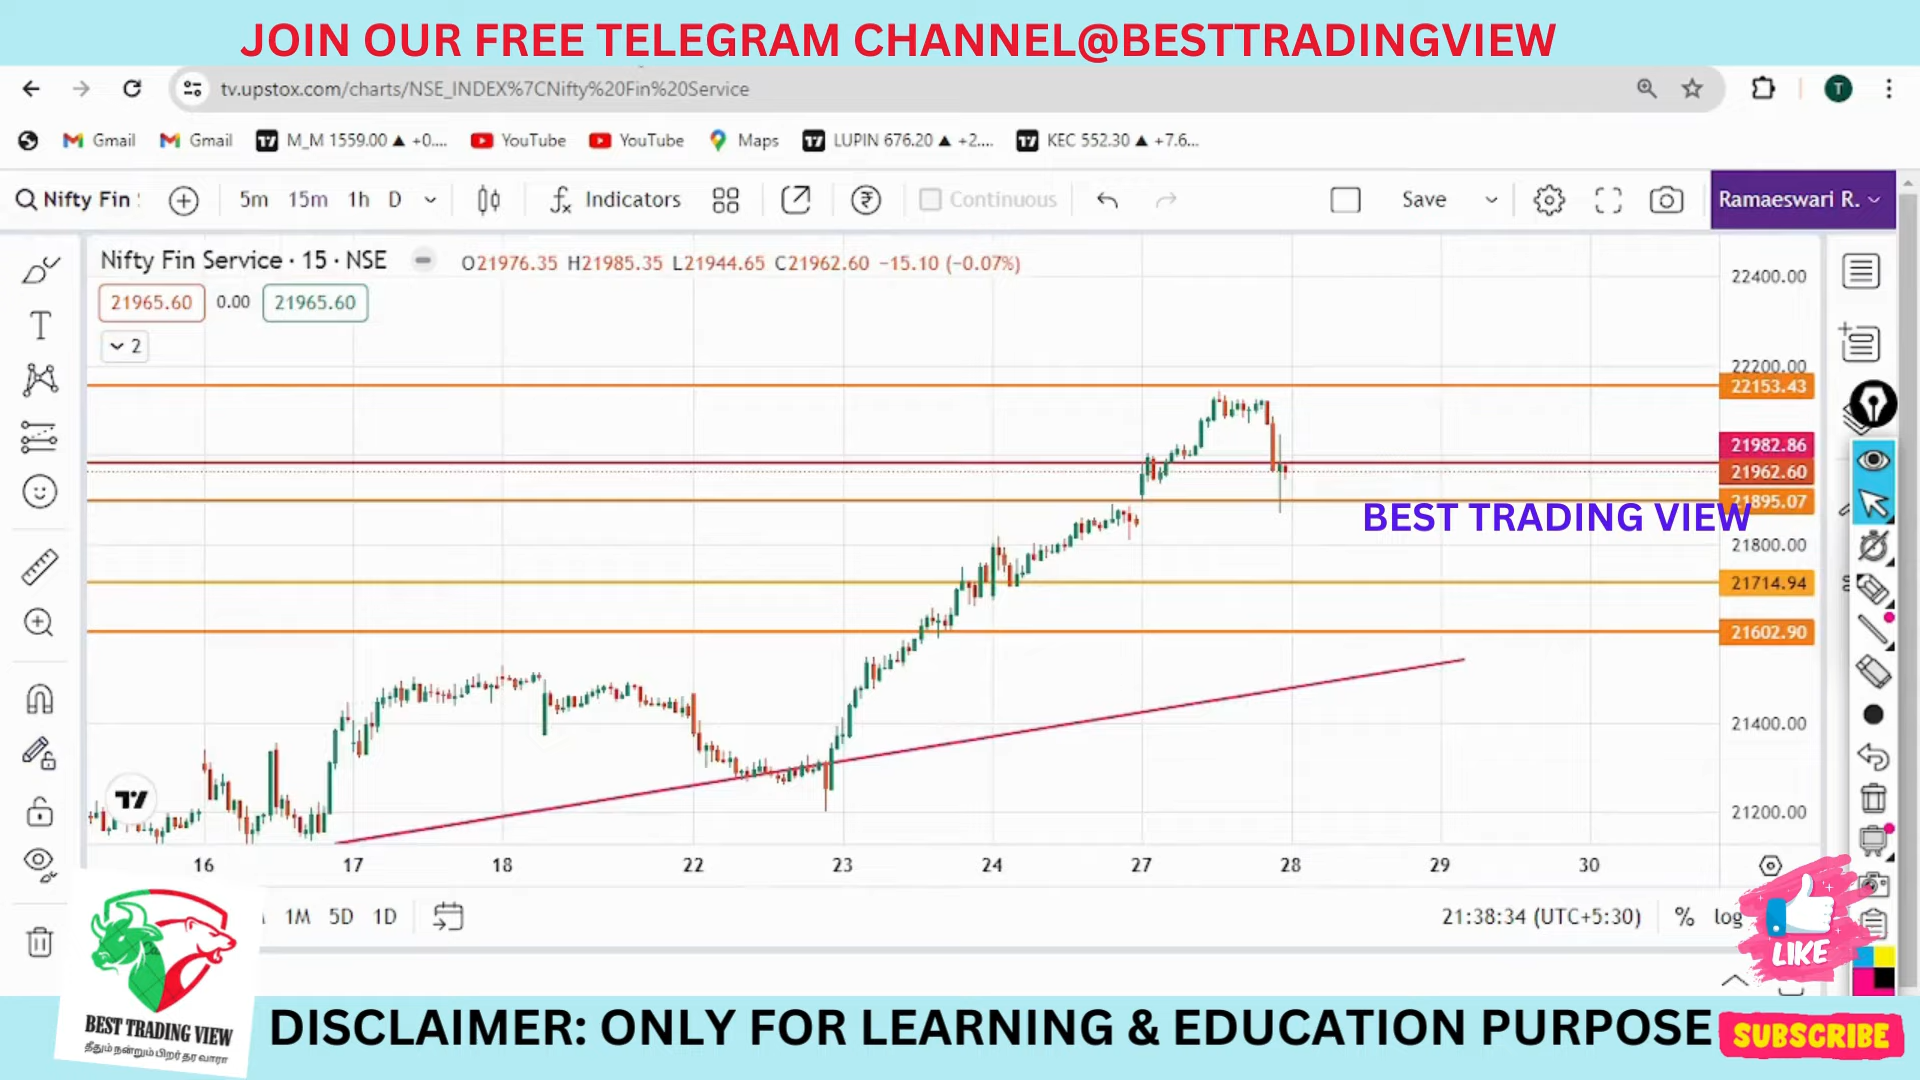 JOIN OUR FREE TELEGRAM CHANNEL@BESTTRADINGVIEW
tv.upstox.com/charts/NSE_INDEX%7CNifty%20Fin%20Service
T
Gmail Gmail M_M 1559.00 ▲ +0.... YouTube YouTube Maps LUPIN 676.20 ▲ +2.... KEC 552.30 ▲ +7.6...
Nifty Fin 5m 15m 1h D Indicators Continuous Save Ramaeswari R.
Nifty Fin Service · 15 · NSE O21976.35 H21985.35 L21944.65 C21962.60 −15.10 (−0.07%)
21965.60 0.00 21965.60
2
22400.00
22200.00
22153.43
21982.86
21962.60
21895.07
BEST TRADING VIEW
21800.00
21714.94
21602.90
21400.00
21200.00
16 17 18 22 23 24 27 28 29 30
1M 5D 1D 21:38:34 (UTC+5:30) % log
LIKE
BEST TRADING VIEW
தீதும் நன்றும் பிறர் தர வாரா
DISCLAIMER: ONLY FOR LEARNING & EDUCATION PURPOSE
SUBSCRIBE